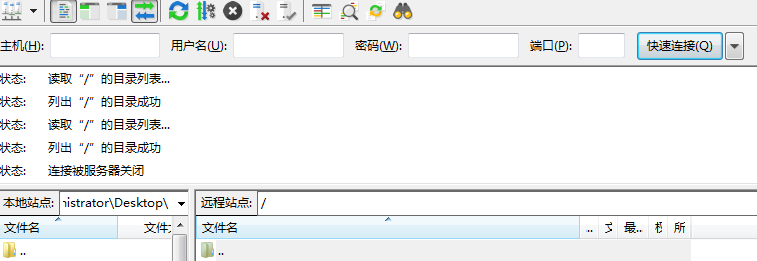 主机(H): 用户名(U): 密码(W): 端口(P): 快速连接(Q)
状态: 读取“/”的目录列表...
状态: 列出“/”的目录成功
状态: 读取“/”的目录列表...
状态: 列出“/”的目录成功
状态: 连接被服务器关闭
本地站点: nistrator\Desktop\ 远程站点: /
文件名 文件 文件名 .. 文 最.. 权 所
.. ..